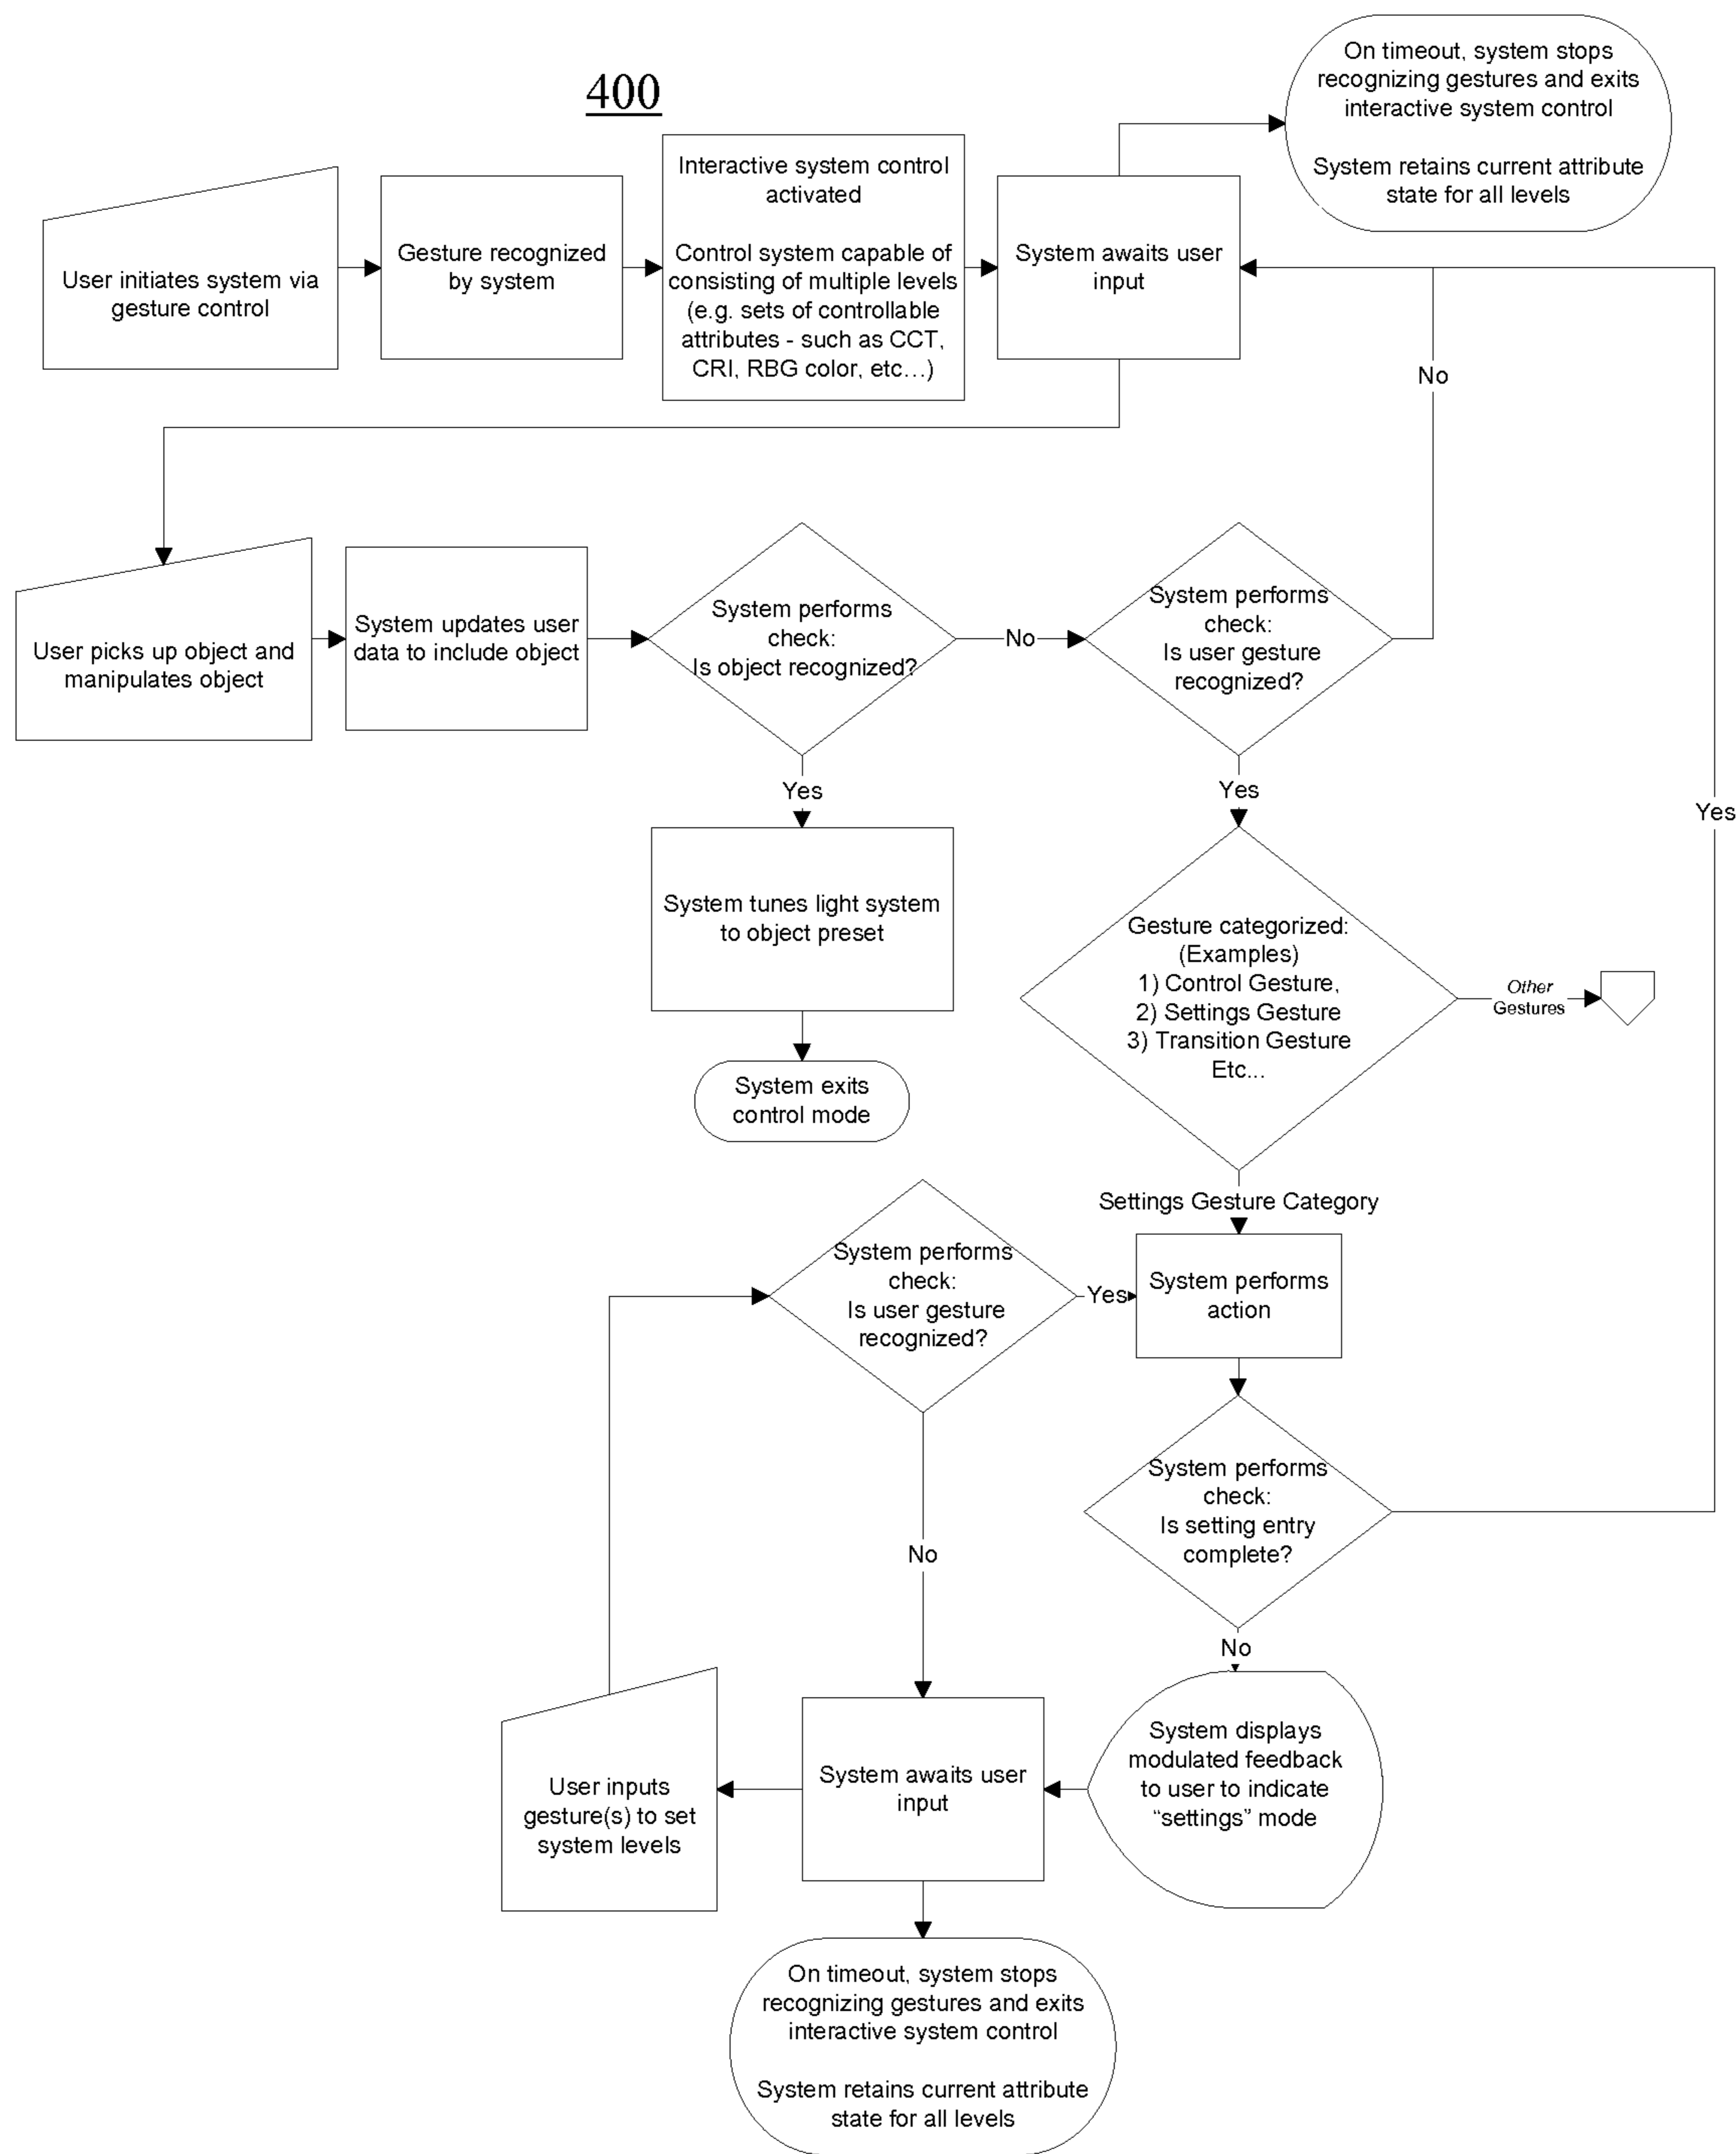 400
On timeout, system stops
recognizing gestures and exits
interactive system control
System retains current attribute
state for all levels
User initiates system via
gesture control
Gesture recognized
by system
Interactive system control
activated
Control system capable of
consisting of multiple levels
(e.g. sets of controllable
attributes - such as CCT,
CRI, RBG color, etc...)
System awaits user
input
No
User picks up object and
manipulates object
System updates user
data to include object
System performs
check:
Is object recognized?
No
System performs
check:
Is user gesture
recognized?
Yes
Yes
Yes
System tunes light system
to object preset
System exits
control mode
Gesture categorized:
(Examples)
1) Control Gesture,
2) Settings Gesture
3) Transition Gesture
Etc...
Other
Gestures
Settings Gesture Category
System performs
check:
Is user gesture
recognized?
Yes
System performs
action
System performs
check:
Is setting entry
complete?
No
No
User inputs
gesture(s) to set
system levels
System awaits user
input
System displays
modulated feedback
to user to indicate
“settings” mode
On timeout, system stops
recognizing gestures and exits
interactive system control
System retains current attribute
state for all levels